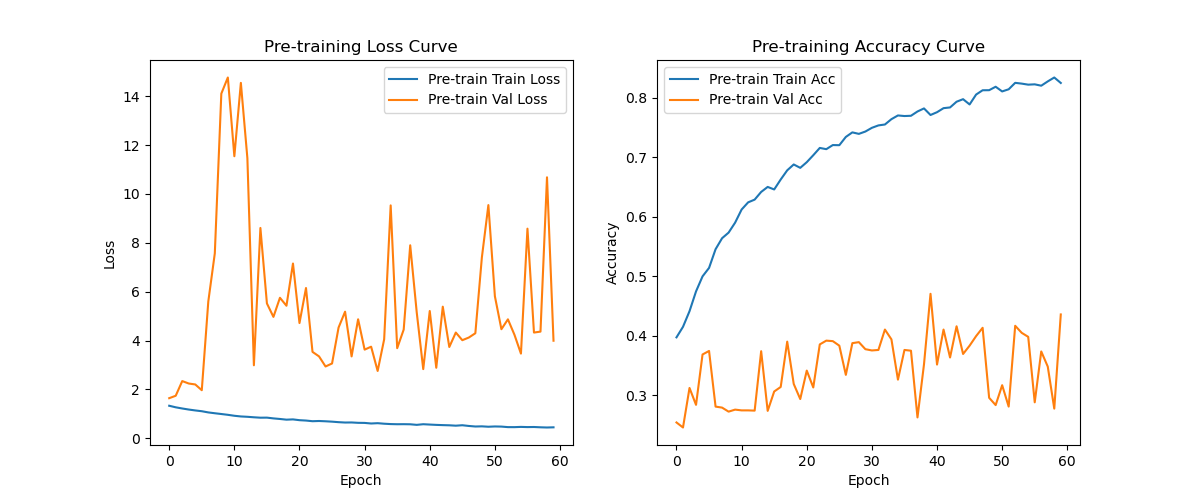 Pre-training Loss Curve
Pre-train Train Loss
Pre-train Val Loss
14
12
10
8
6
4
2
0
Loss
0 10 20 30 40 50 60
Epoch
Pre-training Accuracy Curve
Pre-train Train Acc
Pre-train Val Acc
0.8
0.7
0.6
0.5
0.4
0.3
Accuracy
0 10 20 30 40 50 60
Epoch